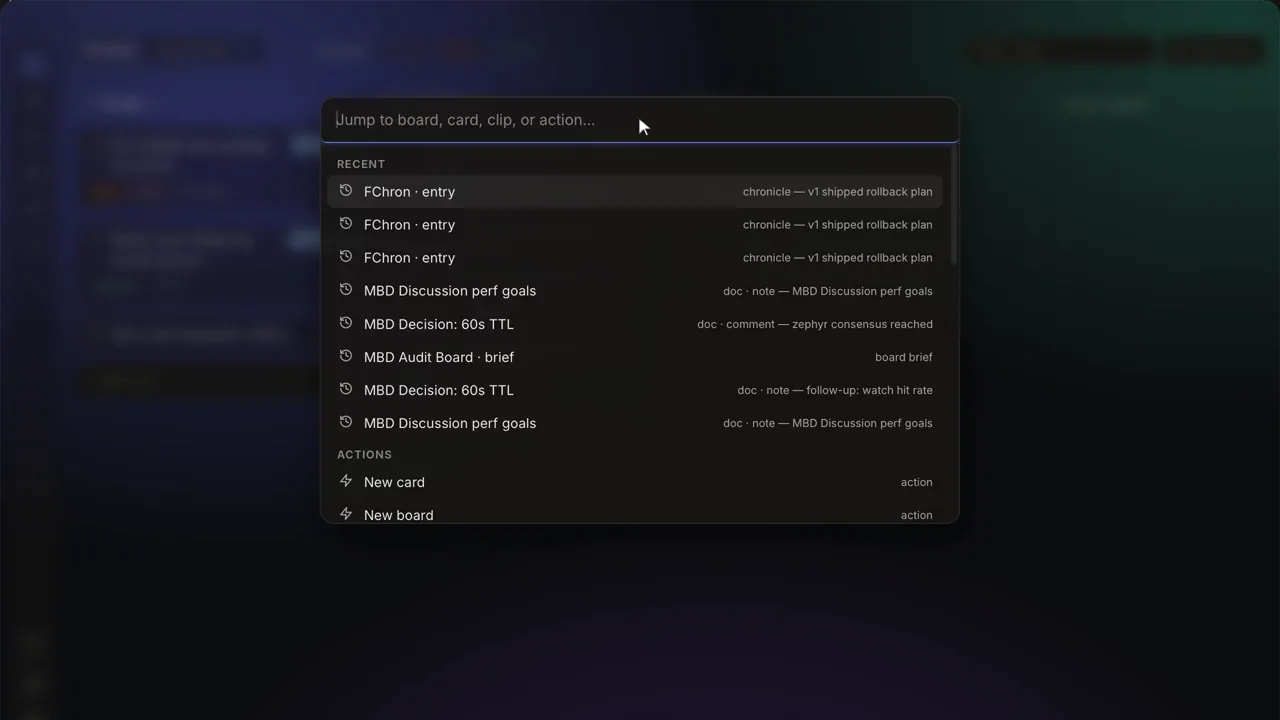 Jump to board, card, clip, or action...
RECENT
FChron · entry chronicle — v1 shipped rollback plan
FChron · entry chronicle — v1 shipped rollback plan
FChron · entry chronicle — v1 shipped rollback plan
MBD Discussion perf goals doc · note — MBD Discussion perf goals
MBD Decision: 60s TTL doc · comment — zephyr consensus reached
MBD Audit Board · brief board brief
MBD Decision: 60s TTL doc · note — follow-up: watch hit rate
MBD Discussion perf goals doc · note — MBD Discussion perf goals
ACTIONS
New card action
New board action